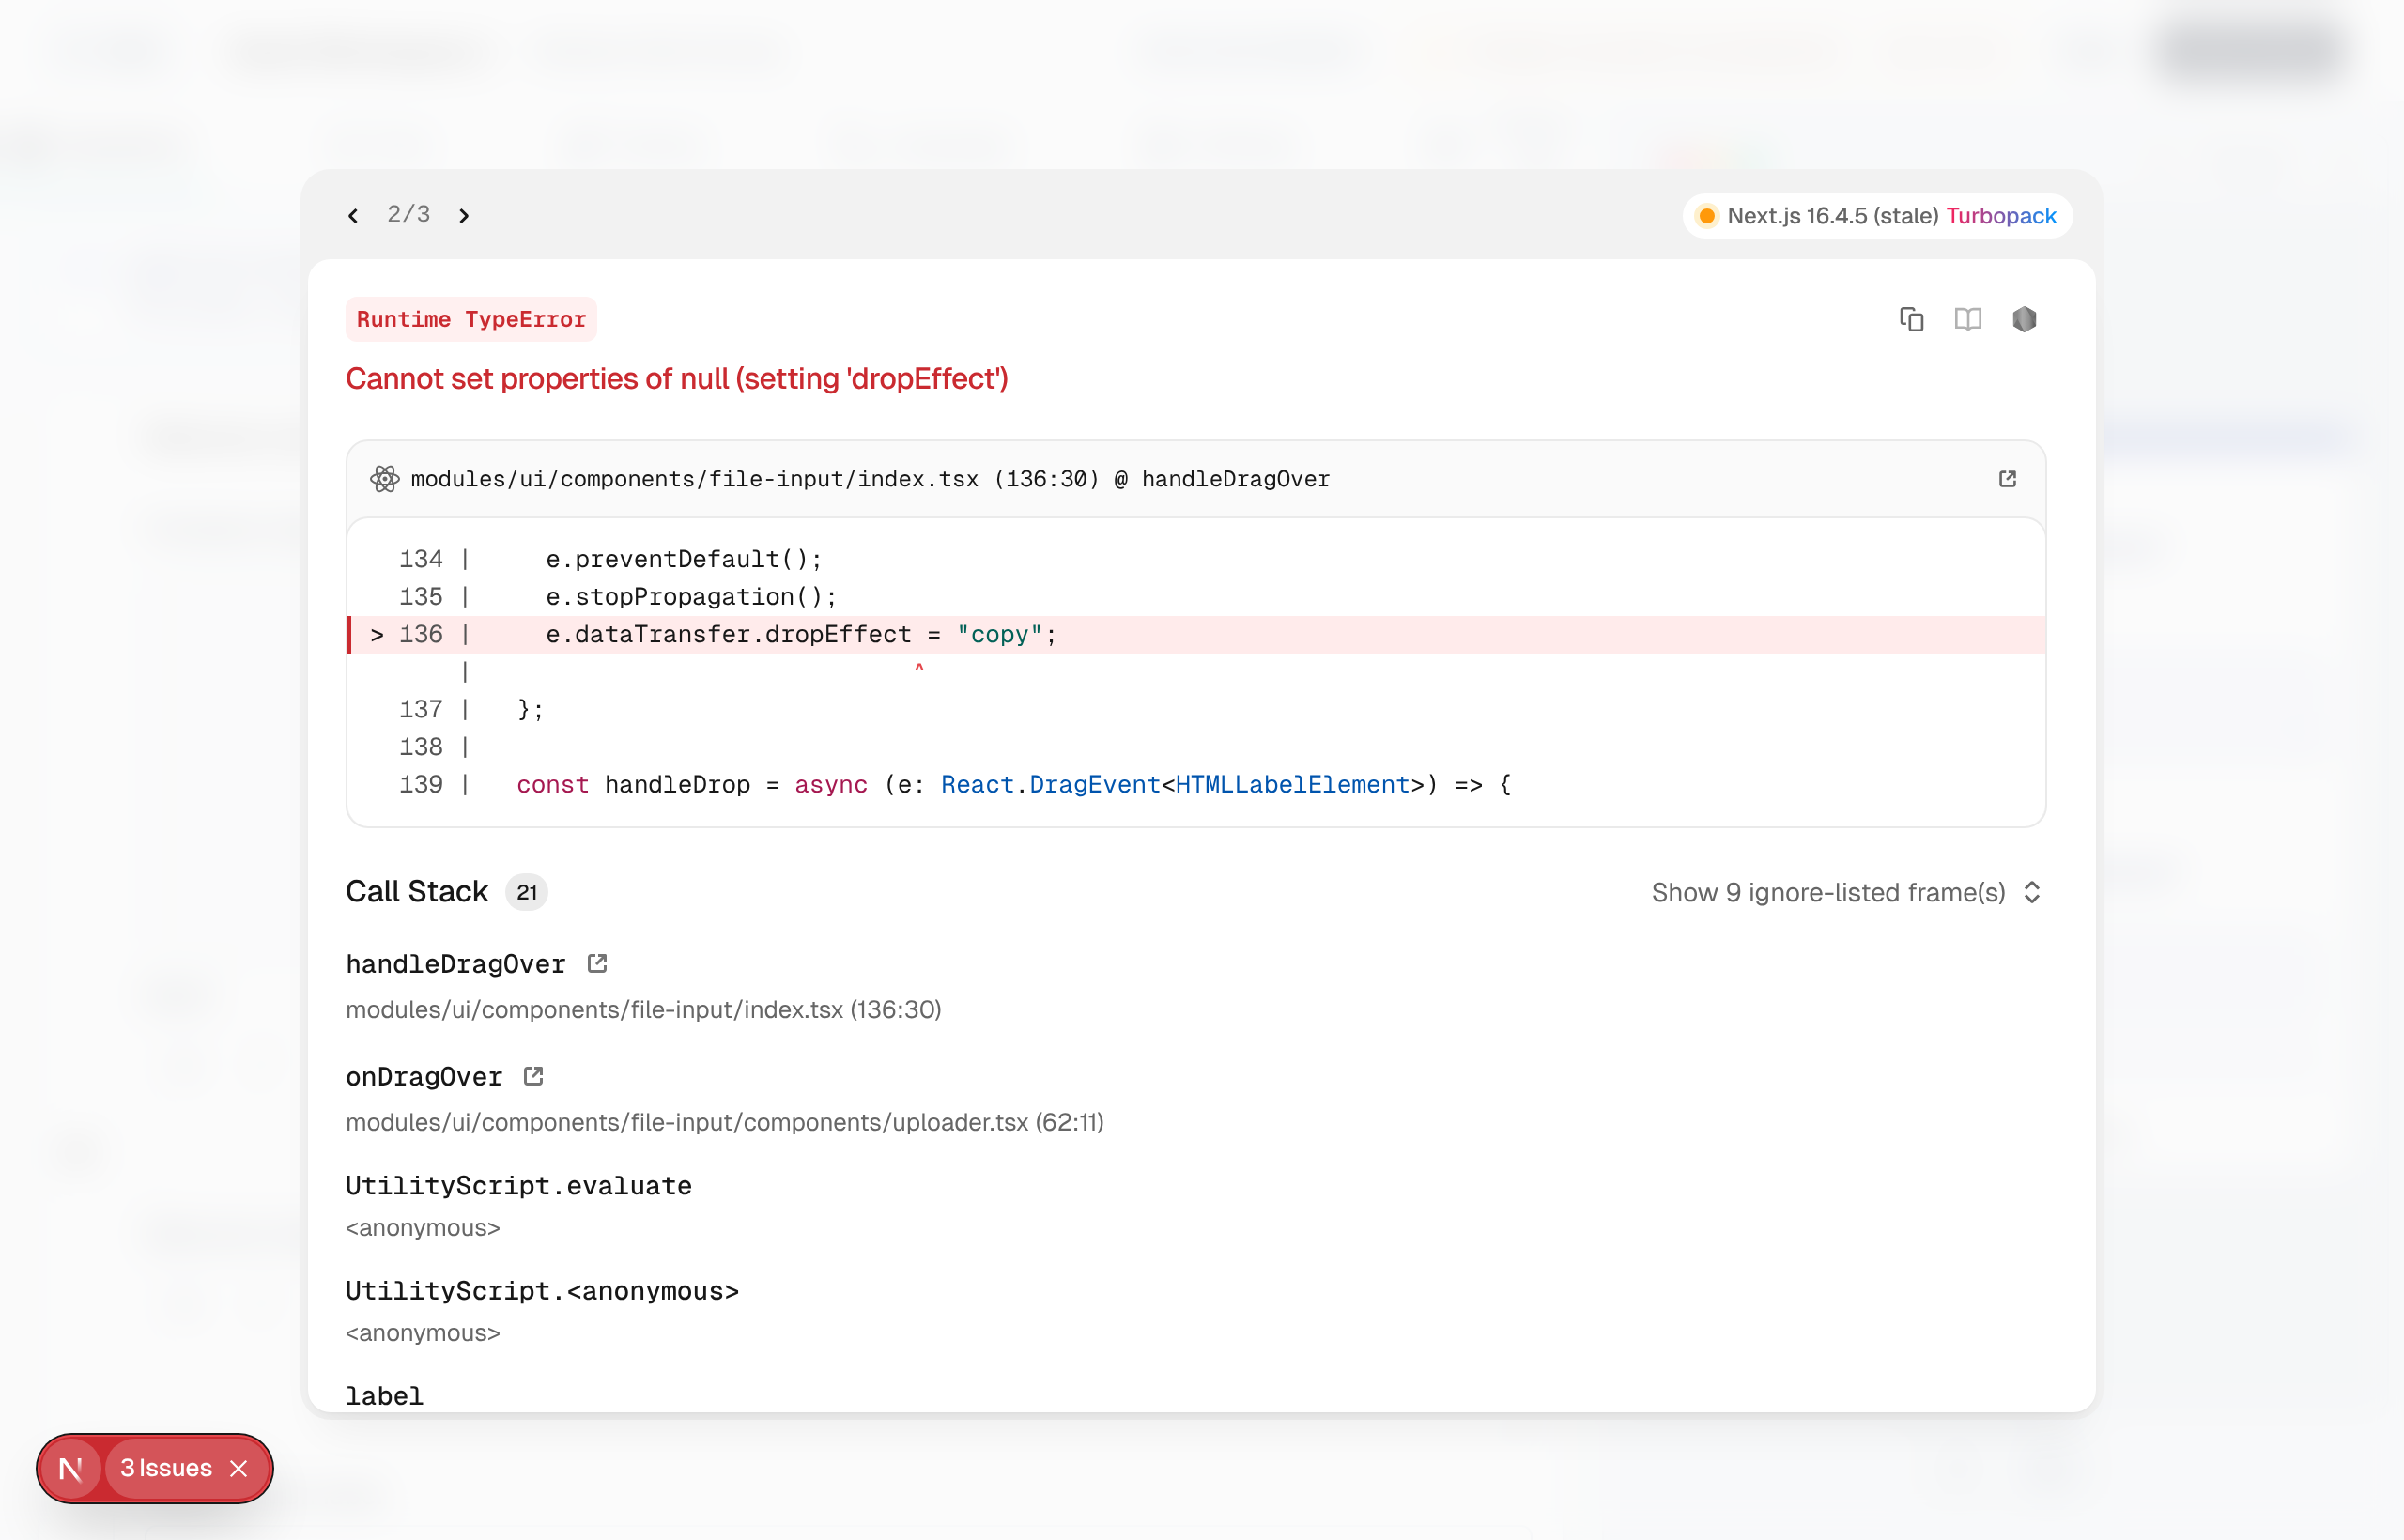 2/3
Next.js 16.4.5 (stale) Turbopack
Runtime TypeError
Cannot set properties of null (setting 'dropEffect')
modules/ui/components/file-input/index.tsx (136:30) @ handleDragOver
134 |     e.preventDefault();
135 |     e.stopPropagation();
> 136 |     e.dataTransfer.dropEffect = "copy";
|                              ^
137 |   };
138 |
139 |   const handleDrop = async (e: React.DragEvent<HTMLLabelElement>) => {
Call Stack 21
Show 9 ignore-listed frame(s)
handleDragOver
modules/ui/components/file-input/index.tsx (136:30)
onDragOver
modules/ui/components/file-input/components/uploader.tsx (62:11)
UtilityScript.evaluate
<anonymous>
UtilityScript.<anonymous>
<anonymous>
label
N 3 Issues